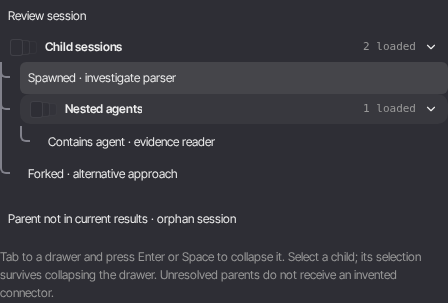 Review session
Child sessions 2 loaded
Spawned · investigate parser
Nested agents 1 loaded
Contains agent · evidence reader
Forked · alternative approach
Parent not in current results · orphan session
Tab to a drawer and press Enter or Space to collapse it. Select a child; its selection
survives collapsing the drawer. Unresolved parents do not receive an invented
connector.